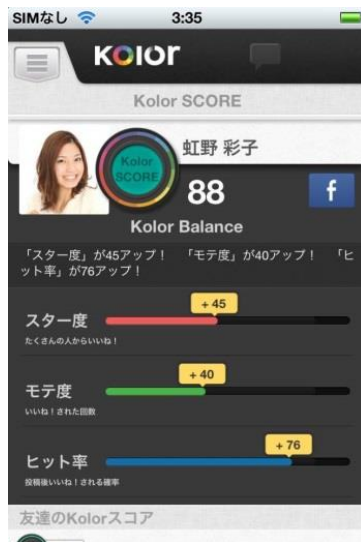 SIMなし 3:35
KOlOr
Kolor SCORE
Kolor
SCORE
虹野 彩子
88
f
Kolor Balance
「スター度」が45アップ！ 「モテ度」が40アップ！ 「ヒ
ット率」が76アップ！
+ 45
スター度
たくさんの人からいいね！
+ 40
モテ度
いいね！された回数
+ 76
ヒット率
投稿後いいね！される確率
友達のKolorスコア